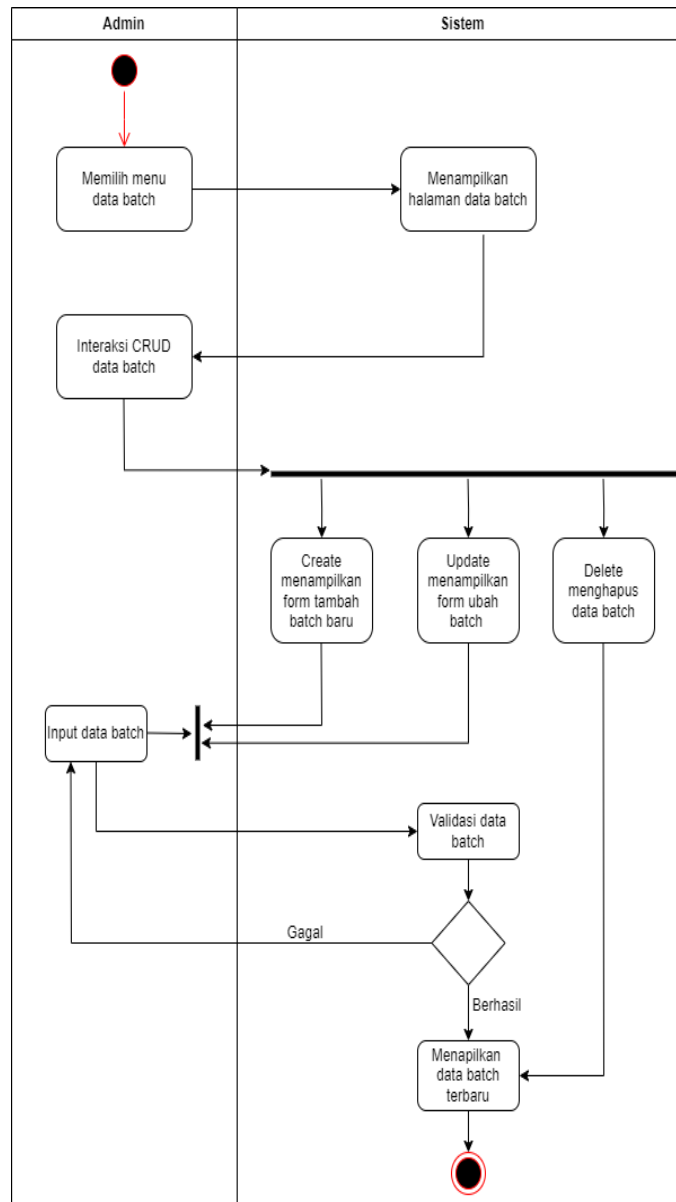 Admin
Sistem
Memilih menu
data batch
Menampilkan
halaman data batch
Interaksi CRUD
data batch
Create
menampilkan
form tambah
batch baru
Update
menampilkan
form ubah
batch
Delete
menghapus
data batch
Input data batch
Validasi data
batch
Gagal
Berhasil
Menapilkan
data batch
terbaru